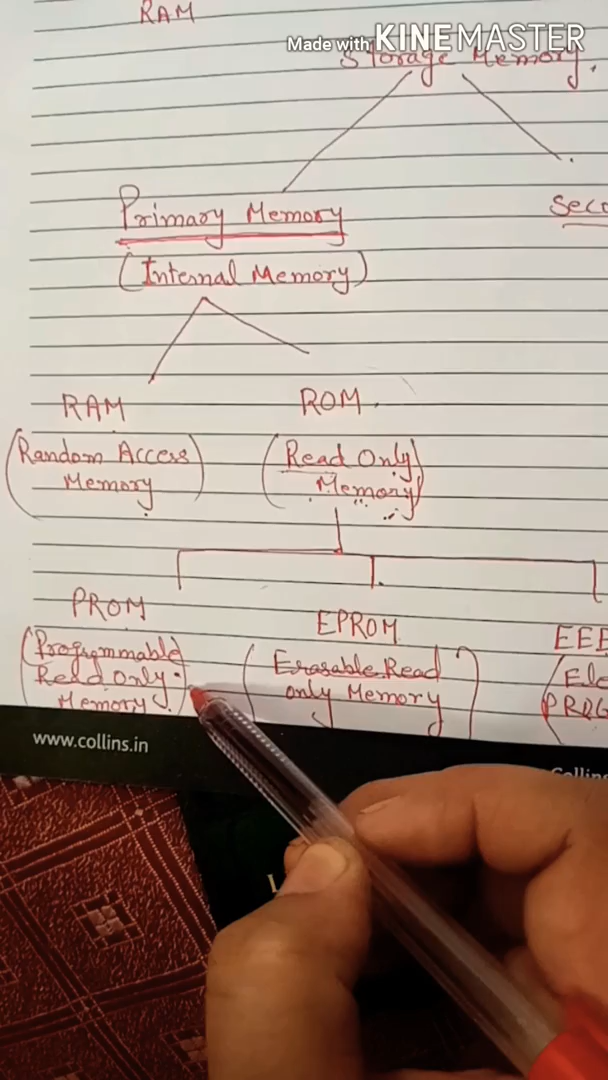 RAM
Made with KINEMASTER
Storage Memory.
Primary Memory
(Internal Memory)
RAM
ROM.
(Random Access
Memory)
(Read Only
Memory)
PROM
EPROM
(Programmable
Read only
Memory)
(Erasable Read
only Memory)
www.collins.in